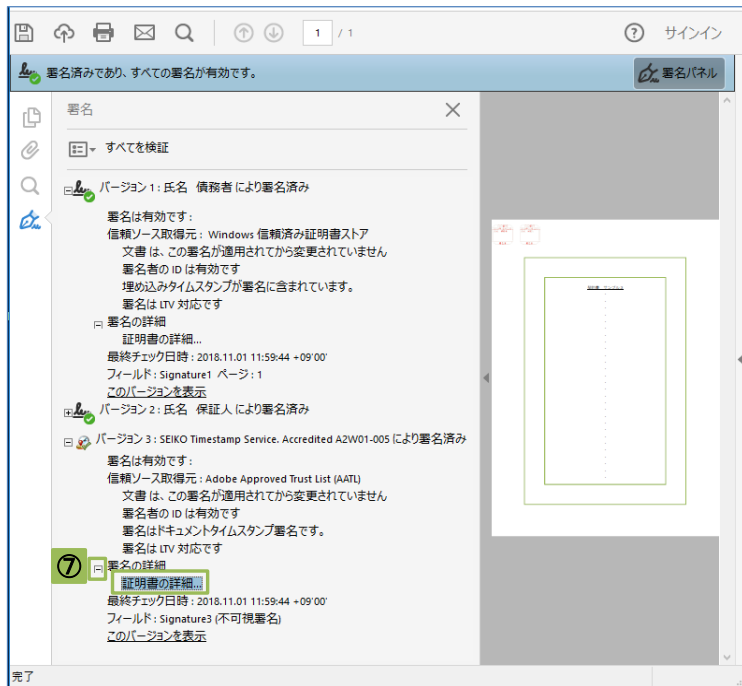 1 / 1
サインイン
署名済みであり、すべての署名が有効です。
署名パネル
署名
すべてを検証
バージョン 1 : 氏名 債務者 により署名済み
署名は有効です :
信頼ソース取得元 : Windows 信頼済み証明書ストア
文書 は、この署名が適用されてから変更されていません
署名者の ID は有効です
埋め込みタイムスタンプが署名に含まれています。
署名は LTV 対応です
署名の詳細
証明書の詳細...
最終チェック日時 : 2018.11.01 11:59:44 +09'00'
フィールド : Signature1 ページ : 1
このバージョンを表示
バージョン 2 : 氏名 保証人 により署名済み
バージョン 3 : SEIKO Timestamp Service. Accredited A2W01-005 により署名済み
署名は有効です :
信頼ソース取得元 : Adobe Approved Trust List (AATL)
文書 は、この署名が適用されてから変更されていません
署名者の ID は有効です
署名はドキュメントタイムスタンプ署名です。
署名は LTV 対応です
⑦
署名の詳細
証明書の詳細...
最終チェック日時 : 2018.11.01 11:59:44 +09'00'
フィールド : Signature3 (不可視署名)
このバージョンを表示
完了